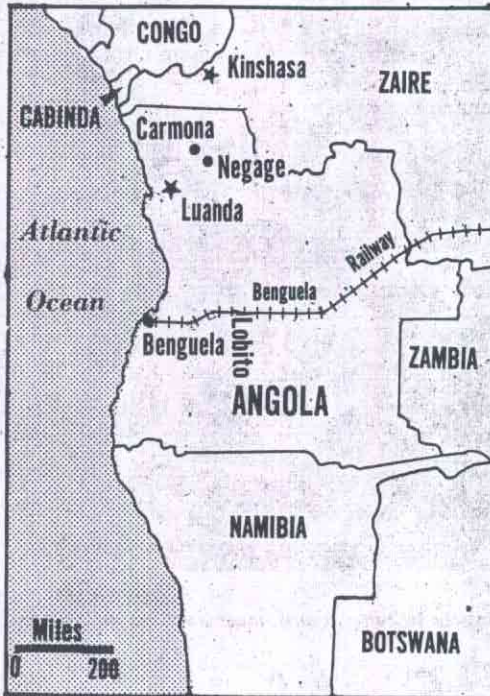 CONGO
Kinshasa
ZAIRE
CABINDA
Carmona
Negage
Luanda
Atlantic
Ocean
Railway
Benguela
Benguela
Lobito
ZAMBIA
ANGOLA
NAMIBIA
Miles
0 200
BOTSWANA